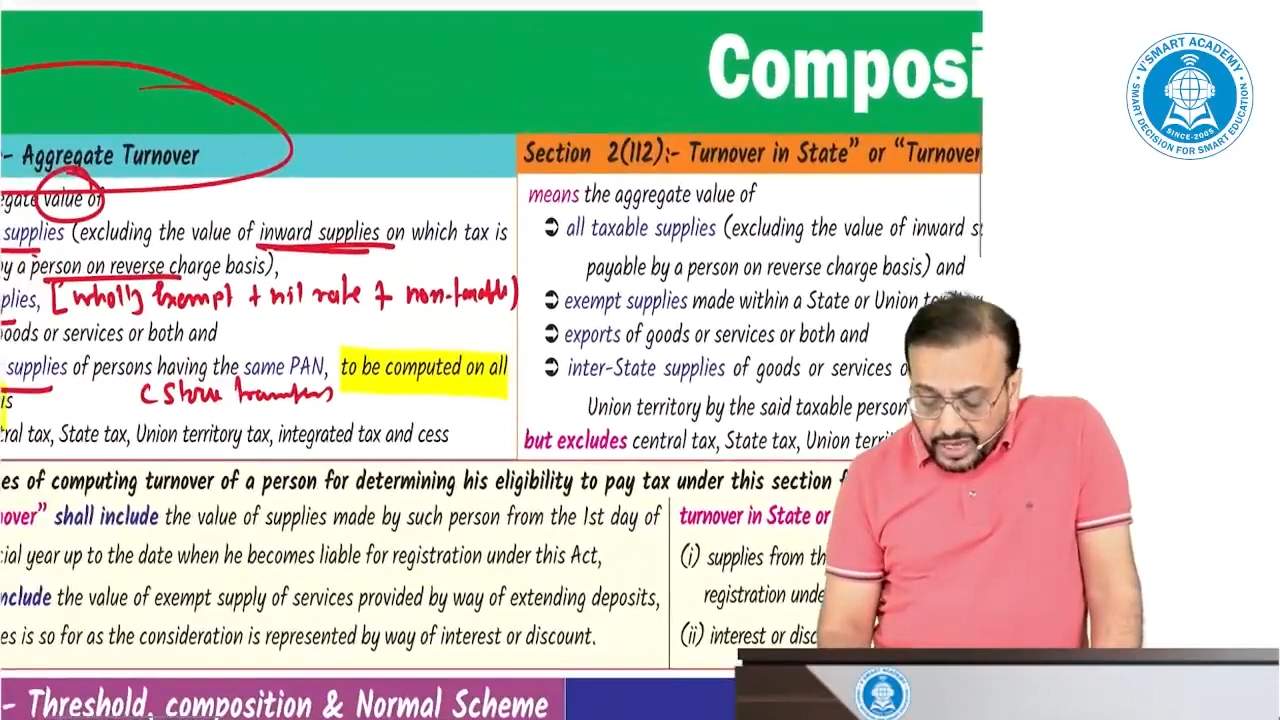 Composi
– Aggregate Turnover
egate value of
supplies (excluding the value of inward supplies on which tax is
by a person on reverse charge basis),
plies, [wholly Exempt + nil rate + non-taxable)
oods or services or both and
supplies of persons having the same PAN, to be computed on all
is
ral tax, State tax, Union territory tax, integrated tax and cess
Section 2(112):- Turnover in State" or "Turnover
means the aggregate value of
➲ all taxable supplies (excluding the value of inward s
payable by a person on reverse charge basis) and
➲ exempt supplies made within a State or Union
➲ exports of goods or services or both and
➲ inter-State supplies of goods or services o
Union territory by the said taxable person
but excludes central tax, State tax, Union terri
es of computing turnover of a person for determining his eligibility to pay tax under this section f
nover" shall include the value of supplies made by such person from the 1st day of
cial year up to the date when he becomes liable for registration under this Act,
nclude the value of exempt supply of services provided by way of extending deposits,
es is so for as the consideration is represented by way of interest or discount.
turnover in State or
(i) supplies from th
registration unde
(ii) interest or disc
– Threshold, composition & Normal Scheme
V'SMART ACADEMY
SMART DECISION FOR SMART EDUCATION
SINCE-2005